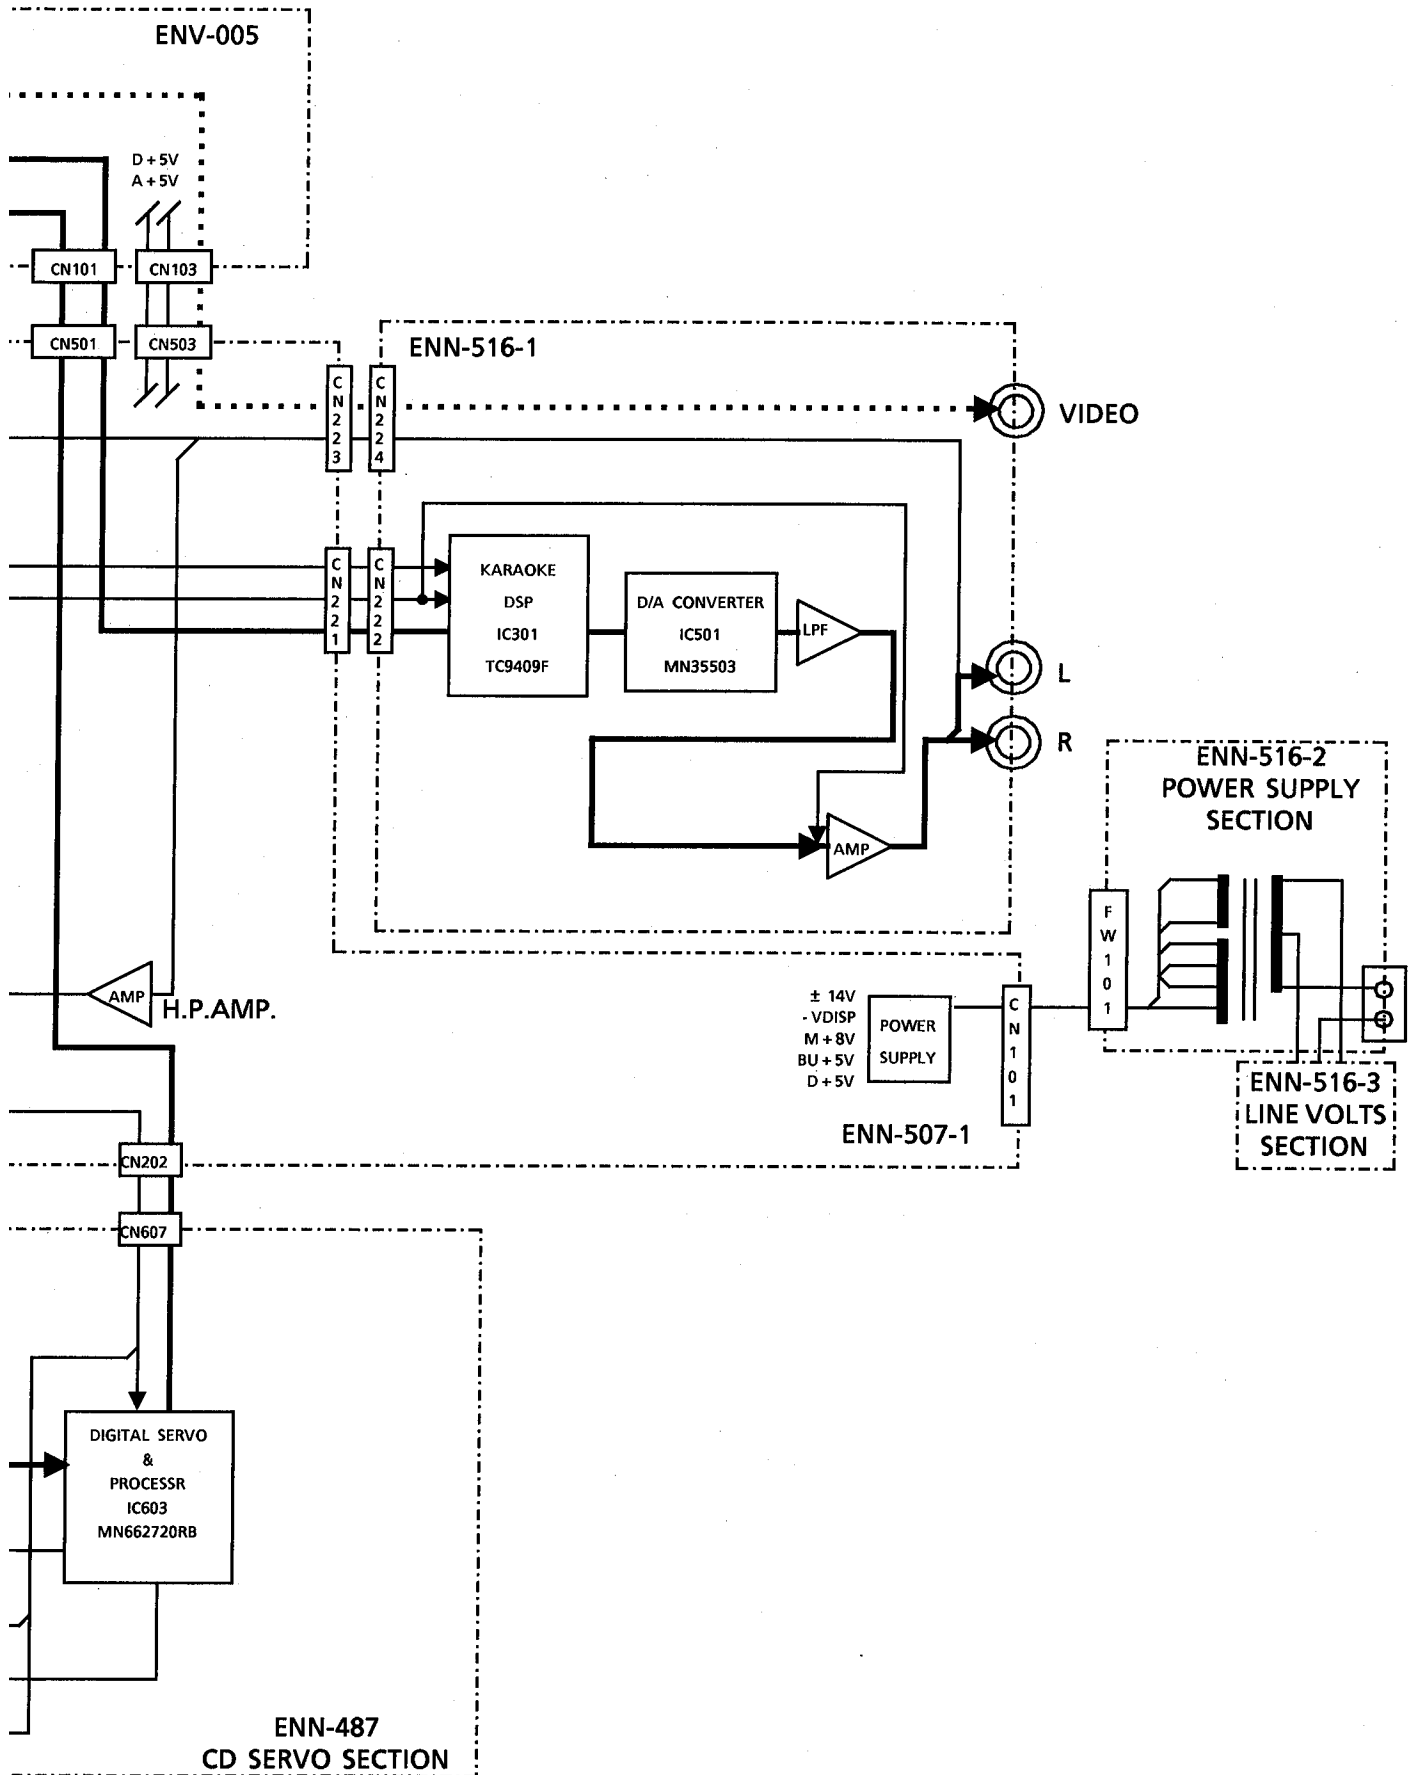 ENV-005
D+5V
A+5V
CN101
CN103
CN501
CN503
ENN-516-1
CN223
CN224
VIDEO
CN221
CN222
KARAOKE
DSP
IC301
TC9409F
D/A CONVERTER
IC501
MN35503
LPF
L
R
AMP
ENN-516-2
POWER SUPPLY
SECTION
FW101
AMP
H.P.AMP.
± 14V
- VDISP
M+8V
BU+5V
D+5V
POWER
SUPPLY
CN101
ENN-507-1
ENN-516-3
LINE VOLTS
SECTION
CN202
CN607
DIGITAL SERVO
&
PROCESSR
IC603
MN662720RB
ENN-487
CD SERVO SECTION